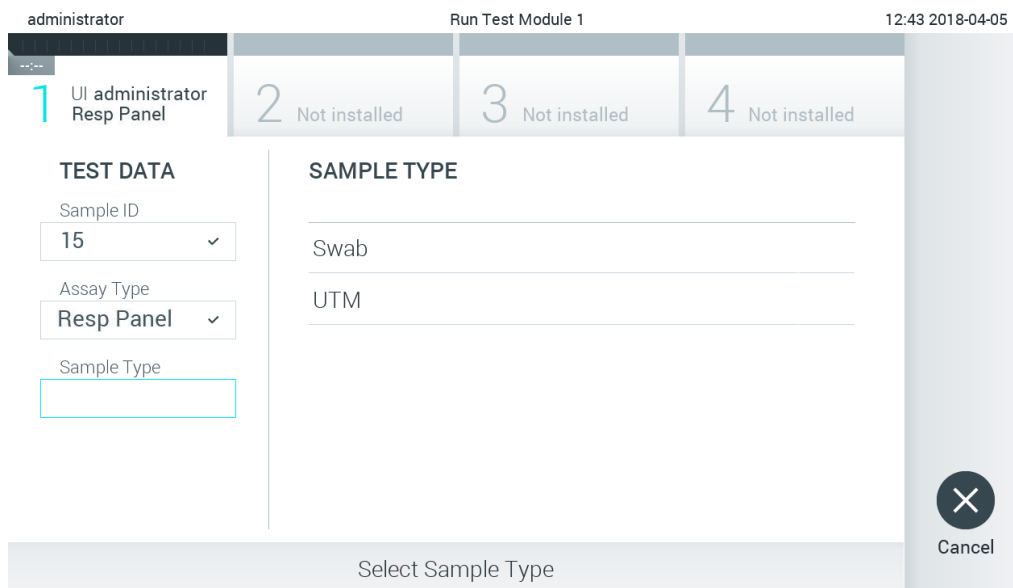 administrator Run Test Module 1 12:43 2018-04-05
--:--
1 UI administrator
Resp Panel
2 Not installed
3 Not installed
4 Not installed
TEST DATA
Sample ID
15
Assay Type
Resp Panel
Sample Type
SAMPLE TYPE
Swab
UTM
Select Sample Type
Cancel